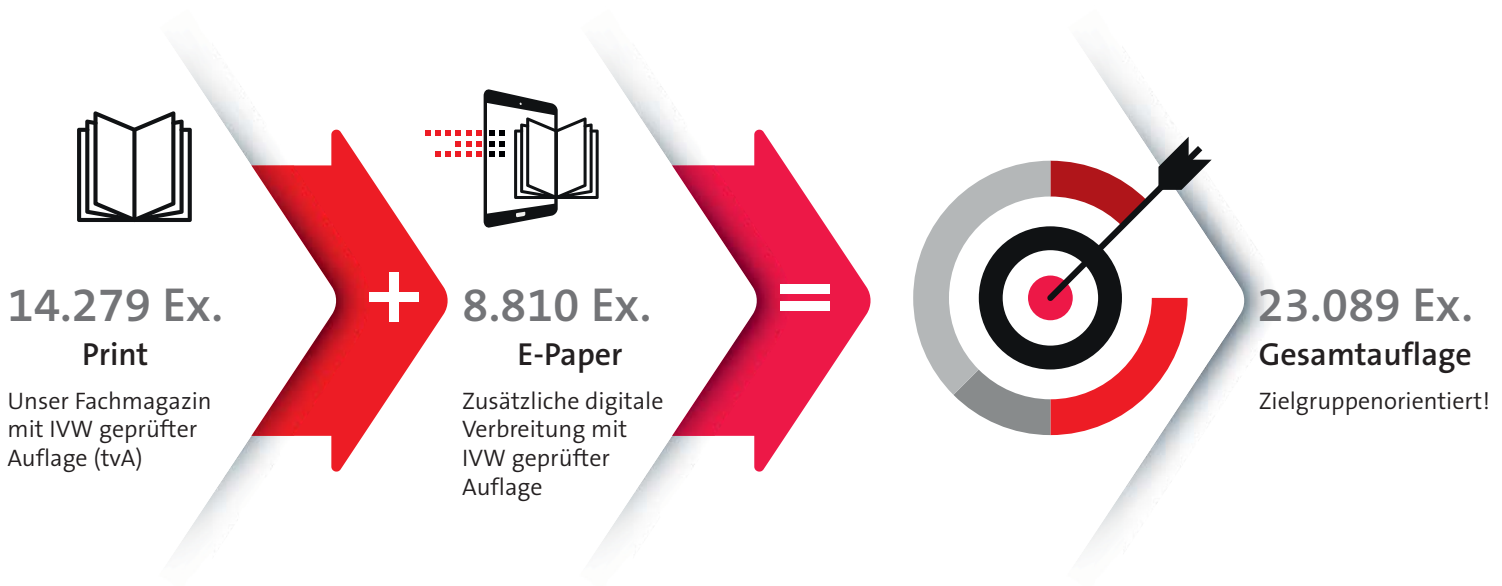 14.279 Ex.
Print
Unser Fachmagazin
mit IVW geprüfter
Auflage (tvA)
+
8.810 Ex.
E-Paper
Zusätzliche digitale
Verbreitung mit
IVW geprüfter
Auflage
=
23.089 Ex.
Gesamtauflage
Zielgruppenorientiert!